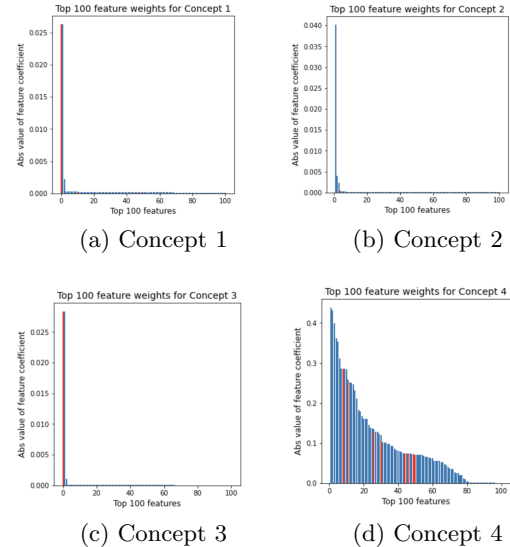 Top 100 feature weights for Concept 1
Abs value of feature coefficient
0.025
0.020
0.015
0.010
0.005
0.000
0 20 40 60 80 100
Top 100 features
(a) Concept 1
Top 100 feature weights for Concept 2
Abs value of feature coefficient
0.040
0.035
0.030
0.025
0.020
0.015
0.010
0.005
0.000
0 20 40 60 80 100
Top 100 features
(b) Concept 2
Top 100 feature weights for Concept 3
Abs value of feature coefficient
0.025
0.020
0.015
0.010
0.005
0.000
0 20 40 60 80 100
Top 100 features
(c) Concept 3
Top 100 feature weights for Concept 4
Abs value of feature coefficient
0.4
0.3
0.2
0.1
0.0
0 20 40 60 80 100
Top 100 features
(d) Concept 4